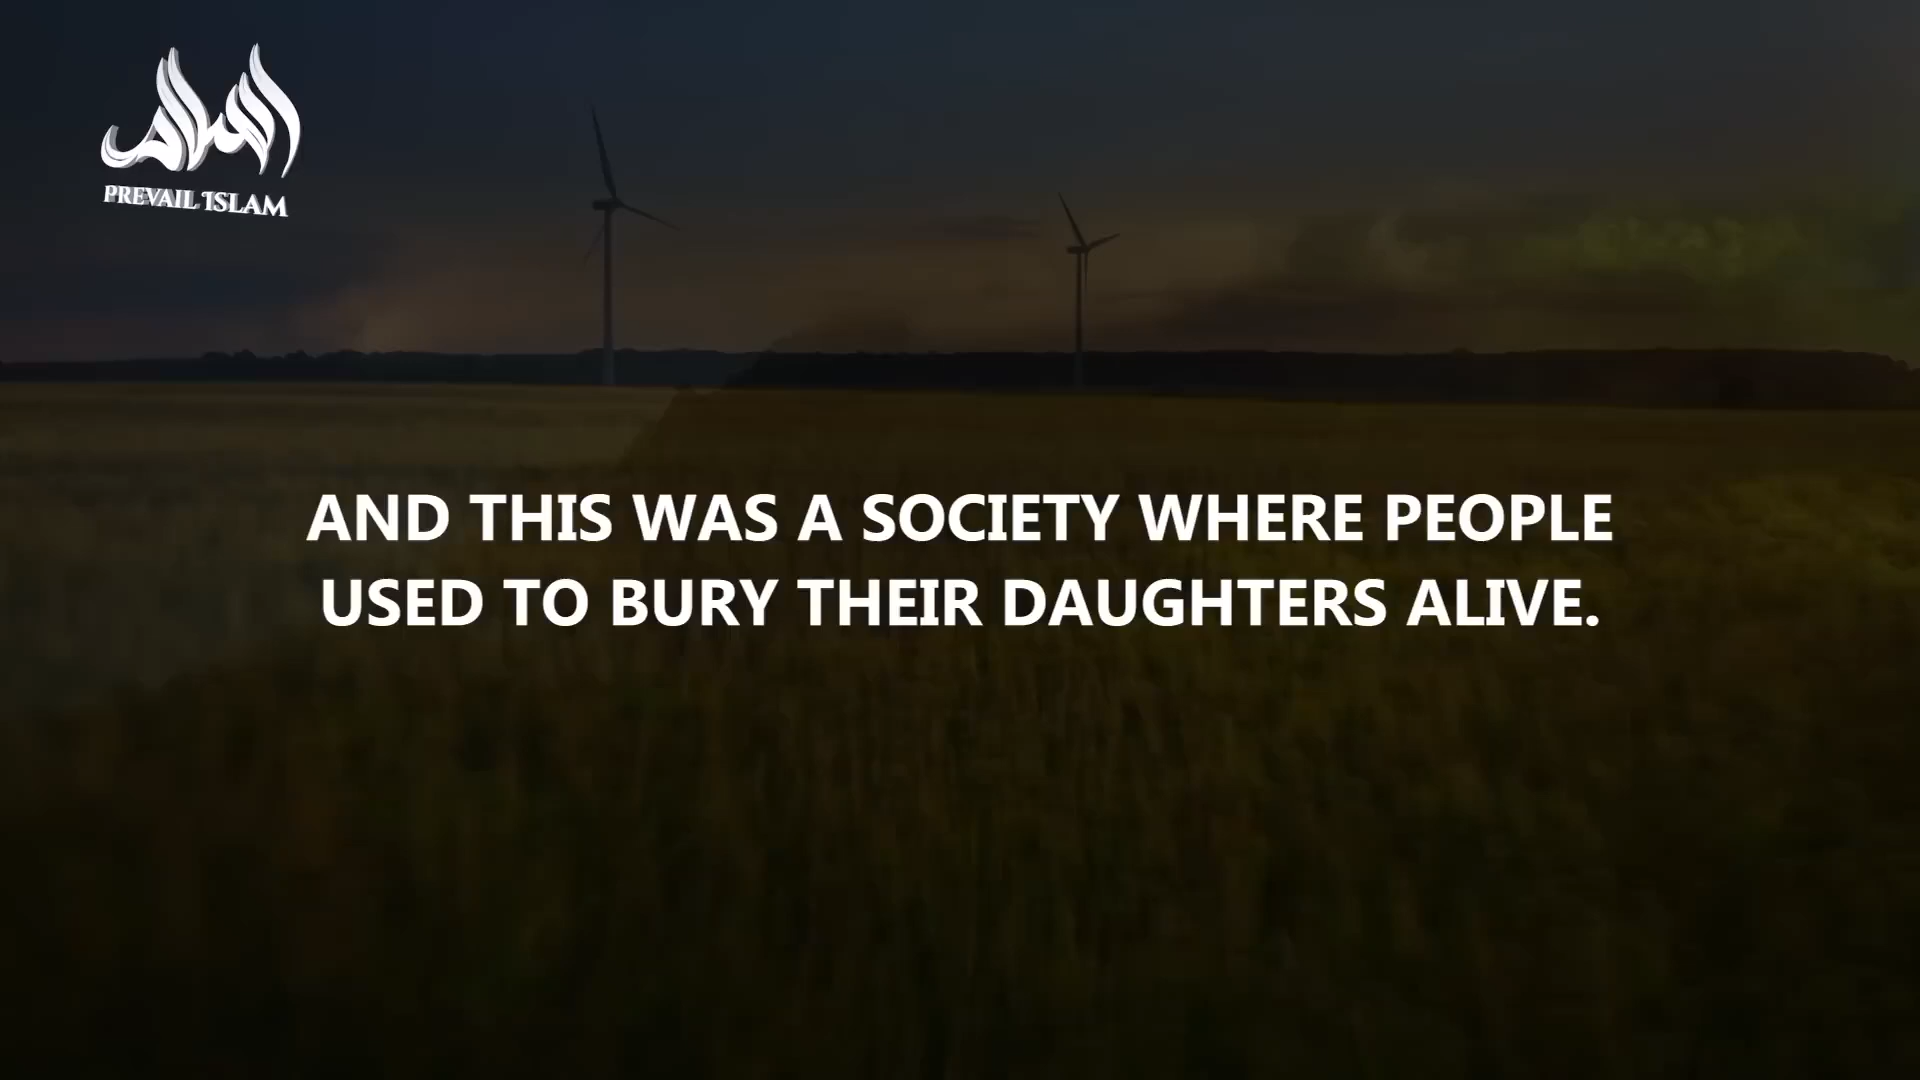 PREVAIL ISLAM
AND THIS WAS A SOCIETY WHERE PEOPLE
USED TO BURY THEIR DAUGHTERS ALIVE.